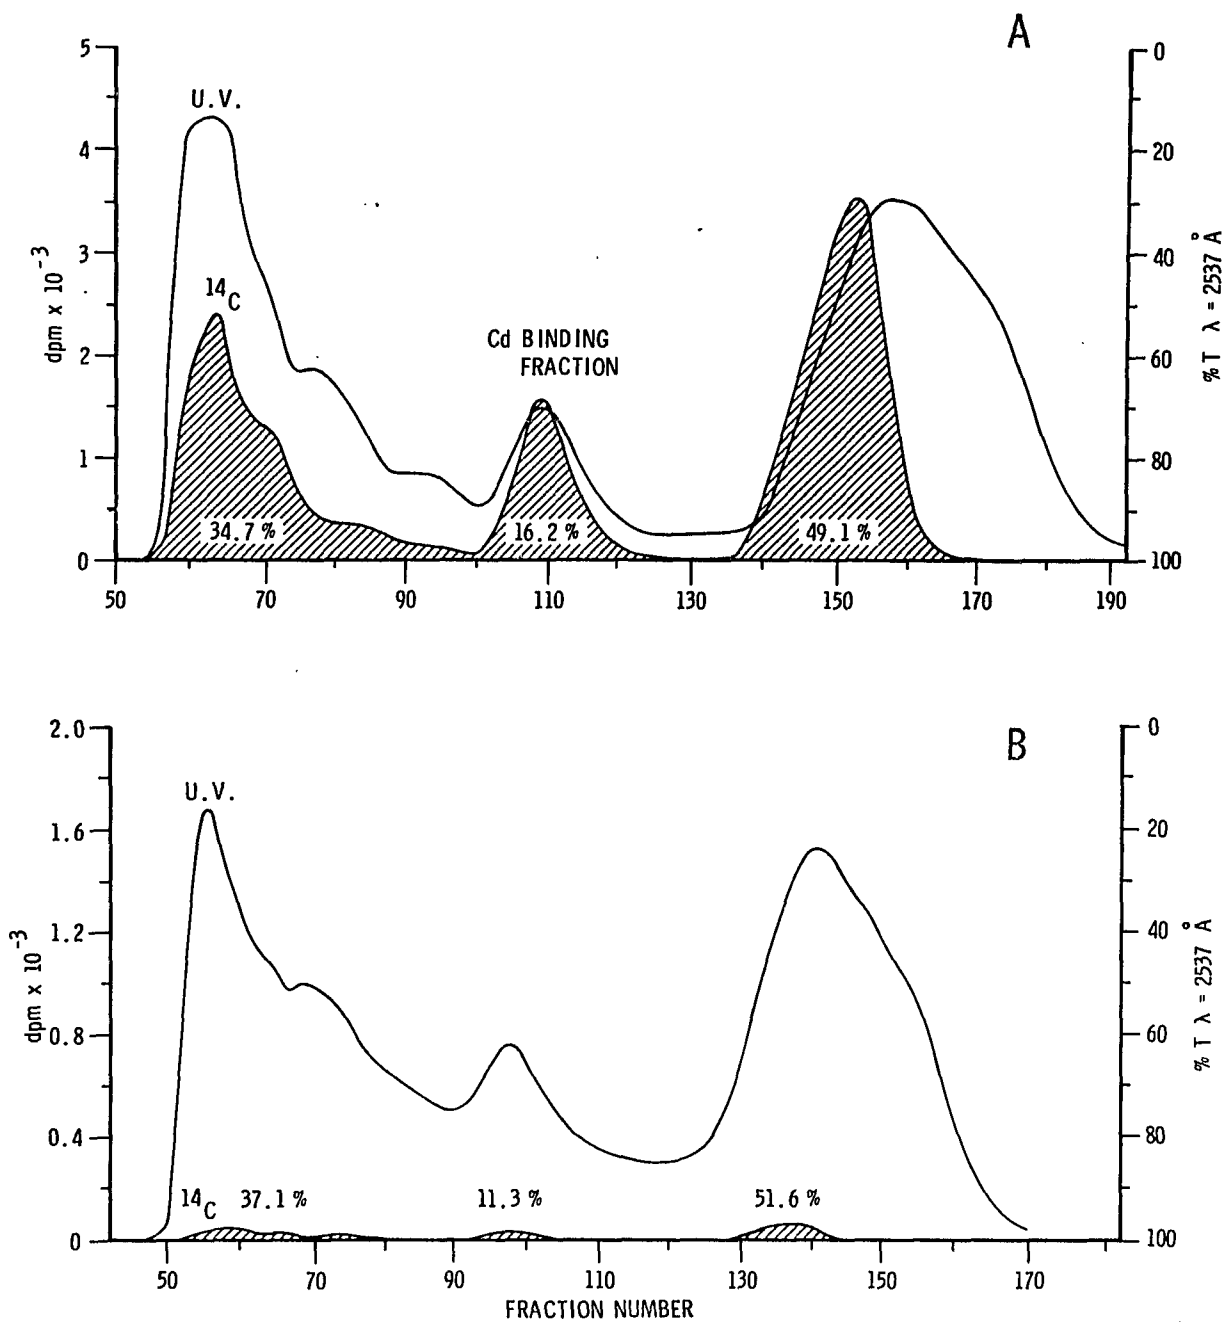 A
5
4
3
2
1
0
dpm x 10⁻³
U.V.
¹⁴C
Cd BINDING
FRACTION
34.7 %
16.2 %
49.1 %
0
20
40
60
80
100
% T λ = 2537 Å
50 70 90 110 130 150 170 190
B
2.0
1.6
1.2
0.8
0.4
0
dpm x 10⁻³
U.V.
¹⁴C 37.1 %
11.3 %
51.6 %
0
20
40
60
80
100
% T λ = 2537 Å
50 70 90 110 130 150 170
FRACTION NUMBER